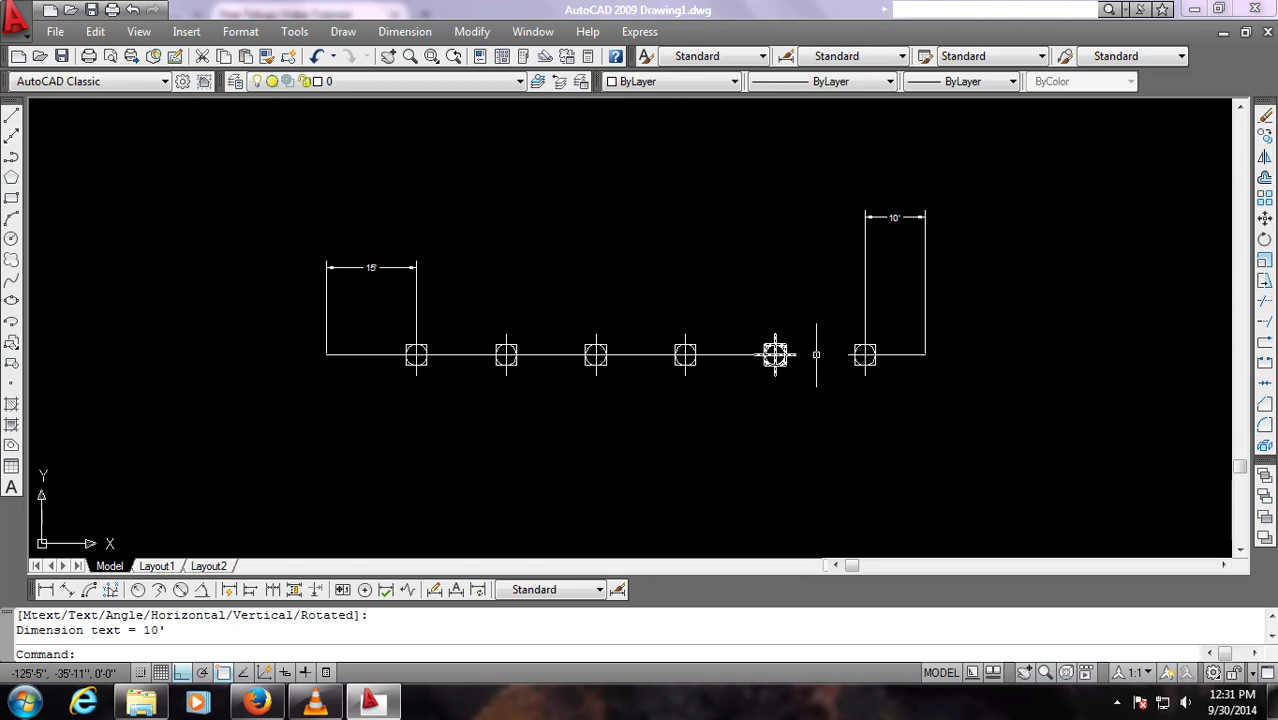 AutoCAD 2009 Drawing1.dwg
File Edit View Insert Format Tools Draw Dimension Modify Window Help Express
Standard Standard Standard Standard
AutoCAD Classic 0 ByLayer ByLayer ByLayer ByColor
10'
15'
Y
X
Model Layout1 Layout2
Standard
[Mtext/Text/Angle/Horizontal/Vertical/Rotated]:
Dimension text = 10'
Command:
-125'-5", -35'-11", 0'-0" MODEL 1:1
12:31 PM
9/30/2014